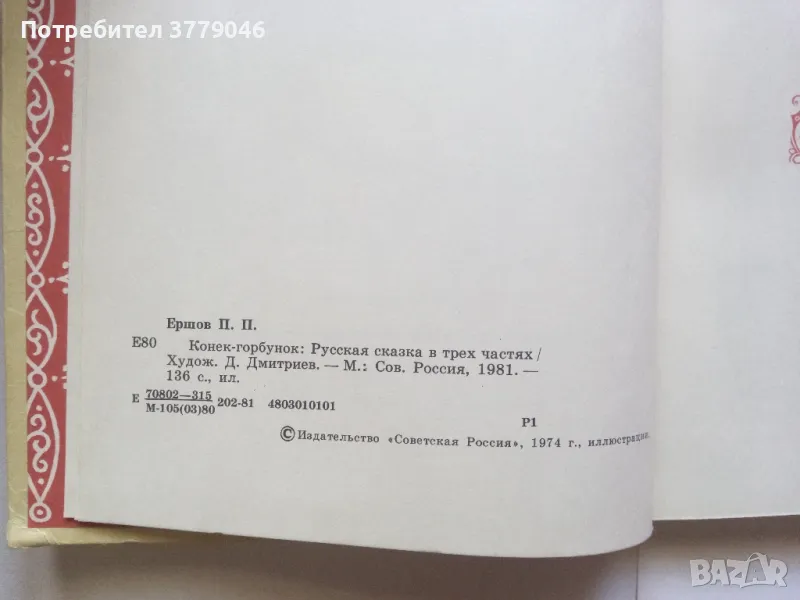 Потребител 3779046
Ершов П. П.
Е80 Конек-горбунок: Русская сказка в трех частях /
Худож. Д. Дмитриев. — М.: Сов. Россия, 1981. —
136 с., ил.
Е 70802—315 202-81 4803010101
М-105(03)80
Р1
©Издательство «Советская Россия», 1974 г., иллюстрации.
BAZAR